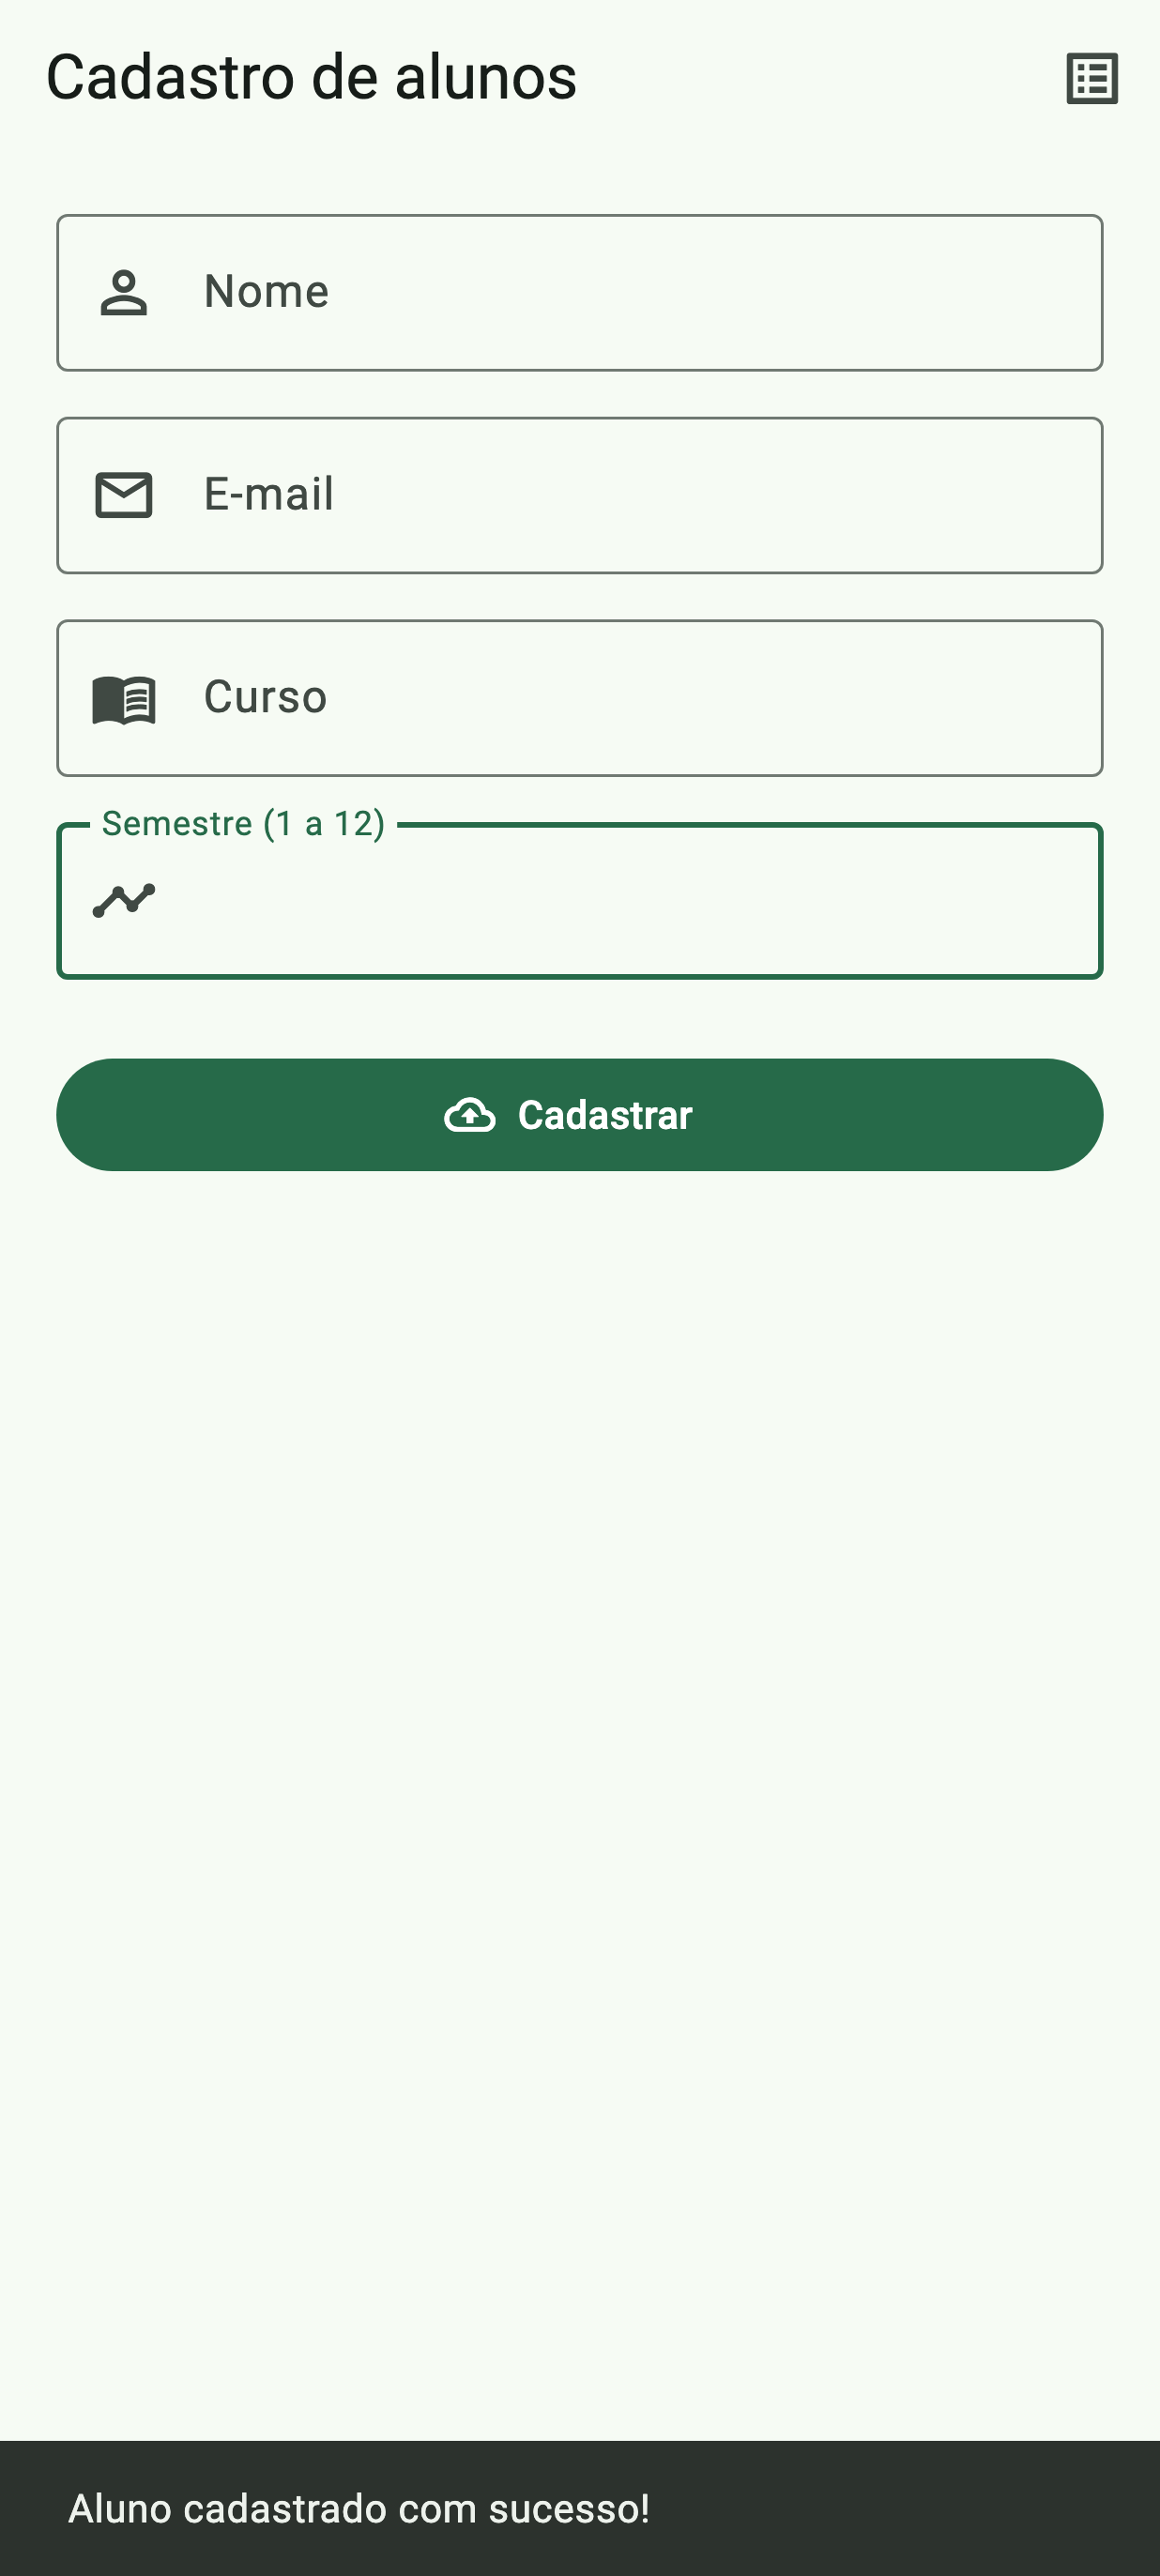 Cadastro de alunos
Nome
E-mail
Curso
Semestre (1 a 12)
Cadastrar
Aluno cadastrado com sucesso!